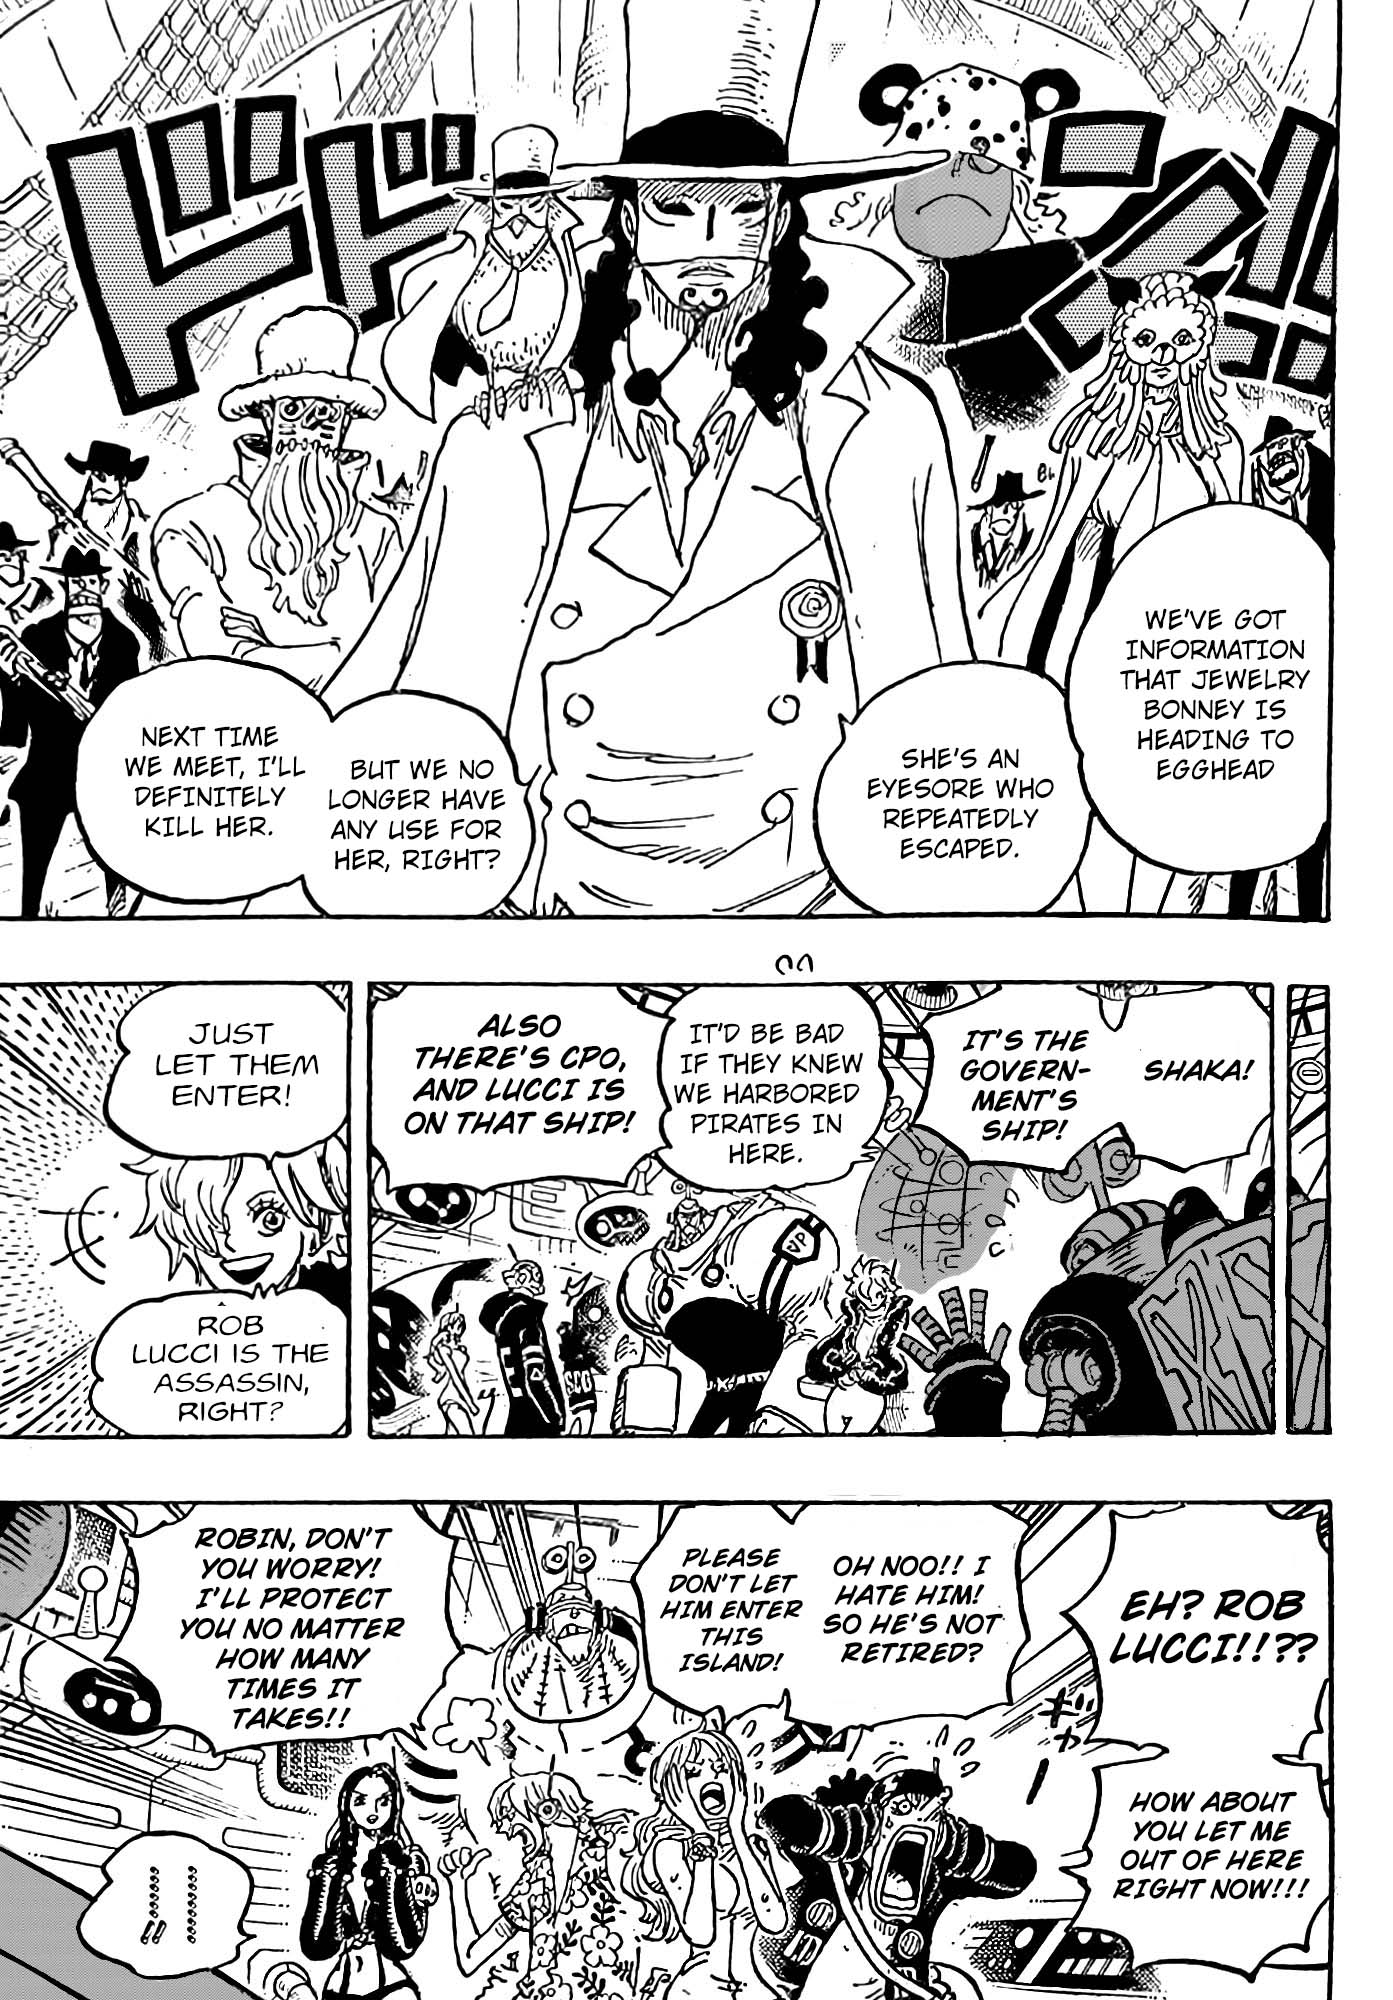 ドドン!!
WE'VE GOT
INFORMATION
THAT JEWELRY
BONNEY IS
HEADING TO
EGGHEAD
SHE'S AN
EYESORE WHO
REPEATEDLY
ESCAPED.
BUT WE NO
LONGER HAVE
ANY USE FOR
HER, RIGHT?
NEXT TIME
WE MEET, I'LL
DEFINITELY
KILL HER.
SHAKA!
IT'S THE
GOVERN-
MENT'S
SHIP!
IT'D BE BAD
IF THEY KNEW
WE HARBORED
PIRATES IN
HERE.
ALSO
THERE'S CP0,
AND LUCCI IS
ON THAT SHIP!
JUST
LET THEM
ENTER!
ROB
LUCCI IS THE
ASSASSIN,
RIGHT?
EH? ROB
LUCCI!!??
HOW ABOUT
YOU LET ME
OUT OF HERE
RIGHT NOW!!!
OH NOO!! I
HATE HIM!
SO HE'S NOT
RETIRED?
PLEASE
DON'T LET
HIM ENTER
THIS
ISLAND!
ROBIN, DON'T
YOU WORRY!
I'LL PROTECT
YOU NO MATTER
HOW MANY
TIMES IT
TAKES!!